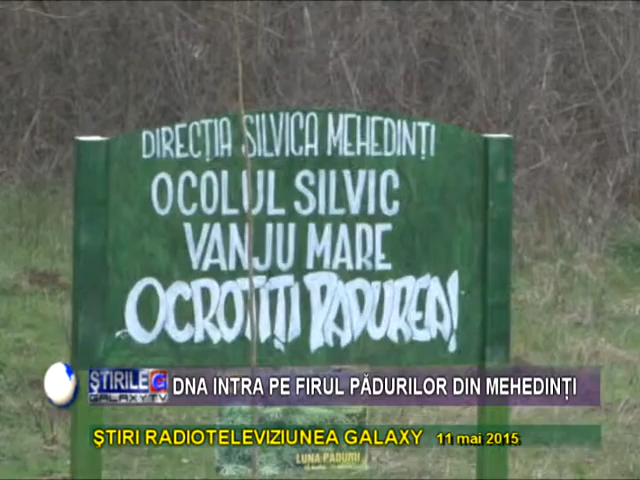 DIRECȚIA SILVICA MEHEDINȚI
OCOLUL SILVIC
VANJU MARE
OCROTIȚI PADUREA!
ȘTIRILE G
GALAXY TV
DNA INTRA PE FIRUL PĂDURILOR DIN MEHEDINȚI
ȘTIRI RADIOTELEVIZIUNEA GALAXY 11 mai 2015
LUNA PADURII